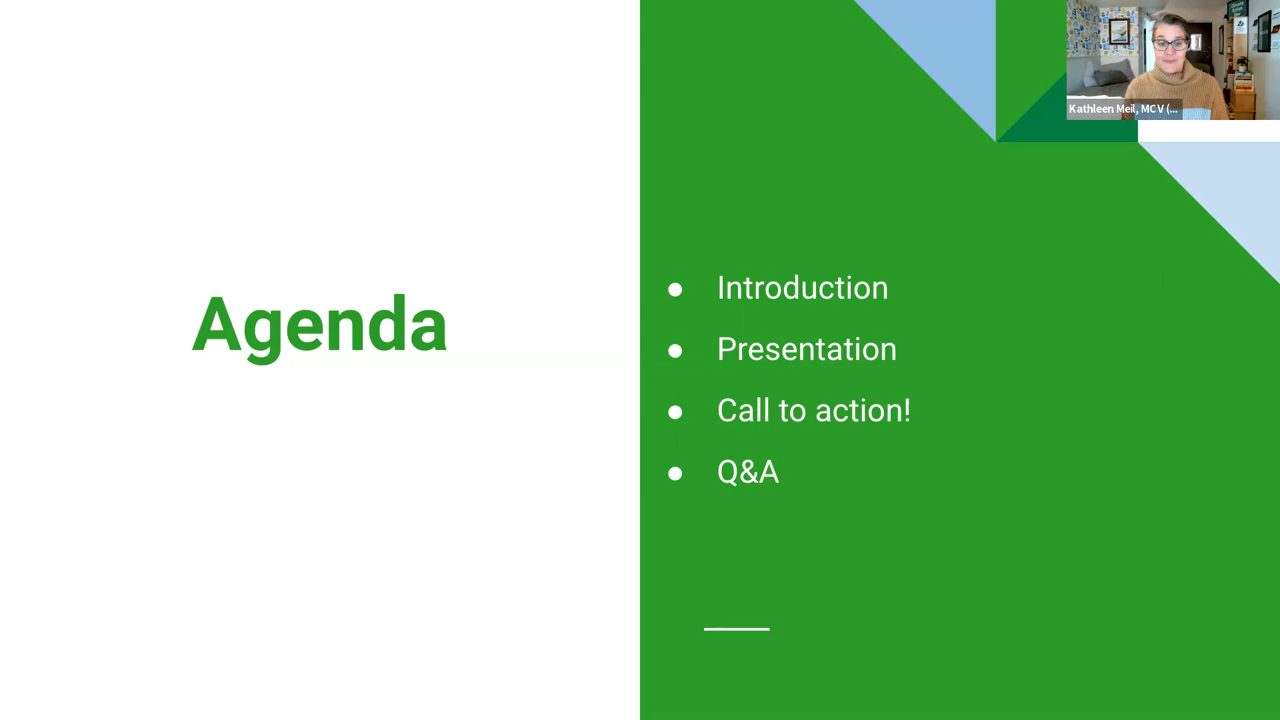 Kathleen Meil, MCV (...
Agenda
● Introduction
● Presentation
● Call to action!
● Q&A